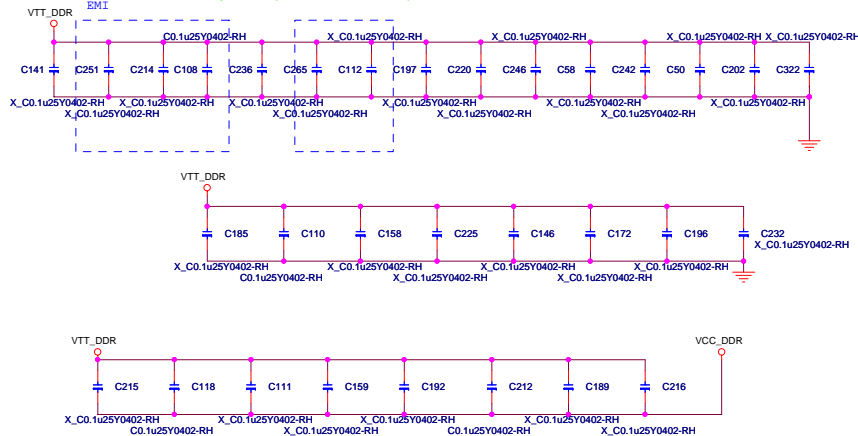 EMI
VTT_DDR
C0.1u25Y0402-RH X_C0.1u25Y0402-RH X_C0.1u25Y0402-RH X_C0.1u25Y0402-RH X_C0.1u25Y0402-RH
C141 C251 C214 C108 C236 C265 C112 C197 C220 C246 C58 C242 C50 C202 C322
X_C0.1u25Y0402-RH X_C0.1u25Y0402-RH X_C0.1u25Y0402-RH X_C0.1u25Y0402-RH X_C0.1u25Y0402-RH X_C0.1u25Y0402-RH
X_C0.1u25Y0402-RH X_C0.1u25Y0402-RH X_C0.1u25Y0402-RH X_C0.1u25Y0402-RH
VTT_DDR
C185 C110 C158 C225 C146 C172 C196 C232
X_C0.1u25Y0402-RH
X_C0.1u25Y0402-RH X_C0.1u25Y0402-RH X_C0.1u25Y0402-RH X_C0.1u25Y0402-RH
C0.1u25Y0402-RH X_C0.1u25Y0402-RH X_C0.1u25Y0402-RH
VTT_DDR VCC_DDR
C215 C118 C111 C159 C192 C212 C189 C216
X_C0.1u25Y0402-RH X_C0.1u25Y0402-RH X_C0.1u25Y0402-RH X_C0.1u25Y0402-RH
C0.1u25Y0402-RH X_C0.1u25Y0402-RH C0.1u25Y0402-RH X_C0.1u25Y0402-RH